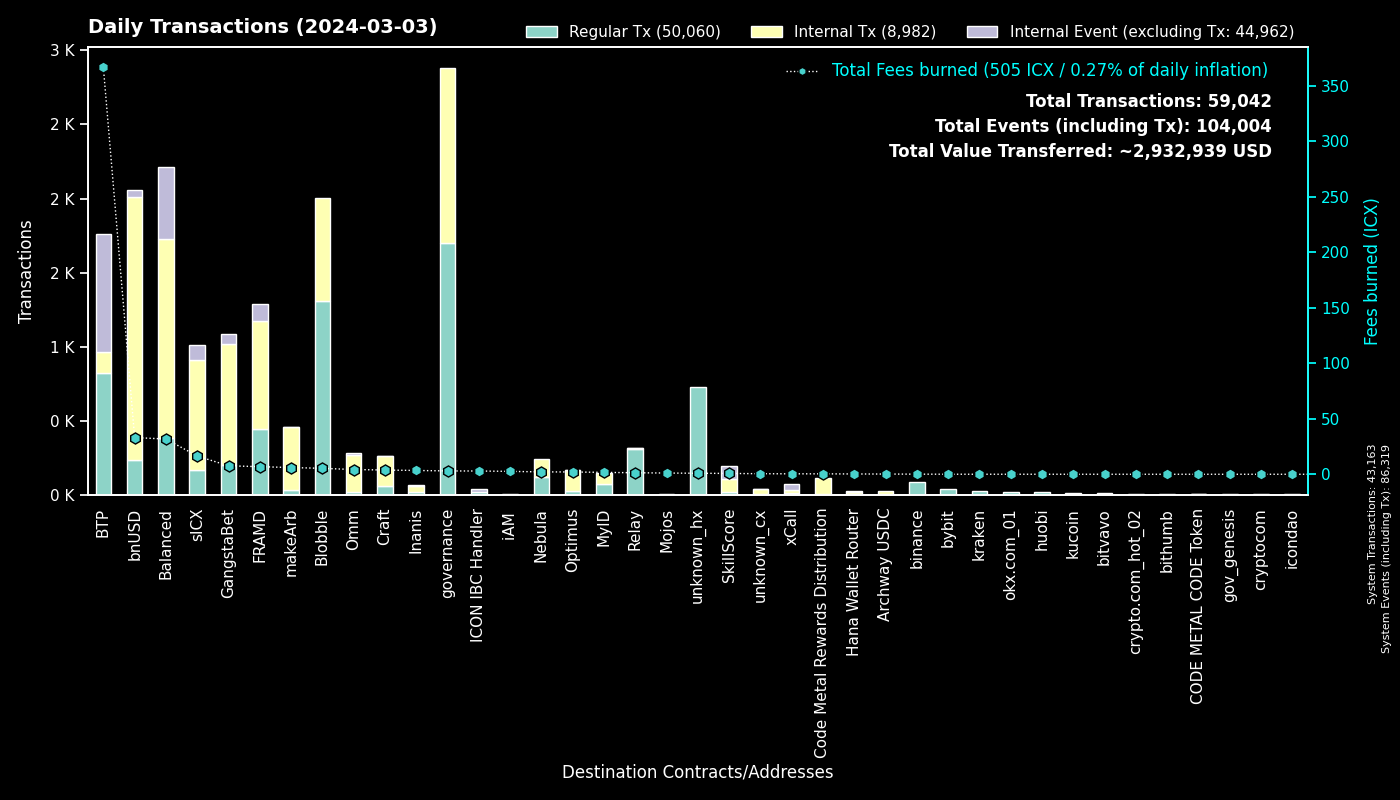 Daily Transactions (2024-03-03)
Regular Tx (50,060)
Internal Tx (8,982)
Internal Event (excluding Tx: 44,962)
Total Fees burned (505 ICX / 0.27% of daily inflation)
Total Transactions: 59,042
Total Events (including Tx): 104,004
Total Value Transferred: ~2,932,939 USD
Transactions
3 K
2 K
2 K
2 K
1 K
0 K
0 K
350
300
250
200
150
100
50
0
Fees burned (ICX)
System Transactions: 43,163
System Events (including Tx): 86,319
BTP
bnUSD
Balanced
sICX
GangstaBet
FRAMD
makeArb
Blobble
Omm
Craft
Inanis
governance
ICON IBC Handler
iAM
Nebula
Optimus
MyID
Relay
Mojos
unknown_hx
SkillScore
unknown_cx
xCall
Code Metal Rewards Distribution
Hana Wallet Router
Archway USDC
binance
bybit
kraken
okx.com_01
huobi
kucoin
bitvavo
crypto.com_hot_02
bithumb
CODE METAL CODE Token
gov_genesis
cryptocom
icondao
Destination Contracts/Addresses